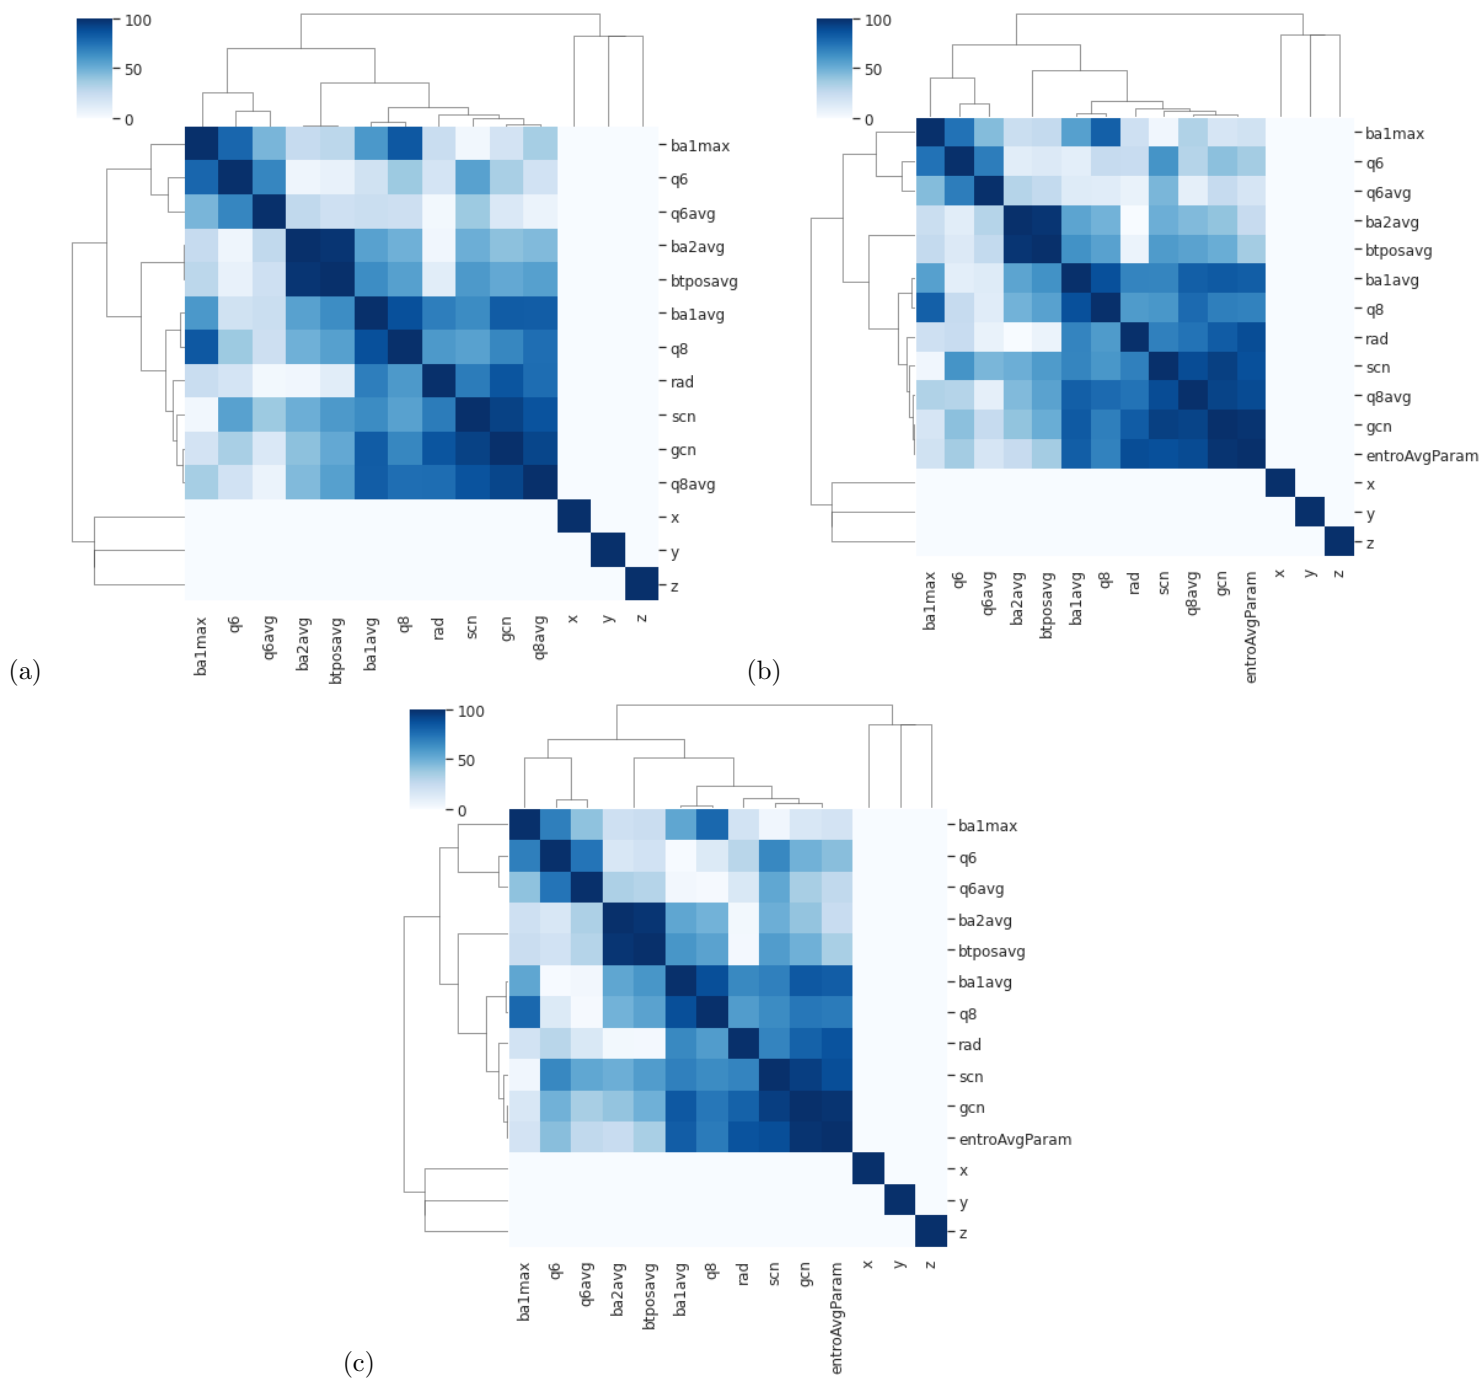 100
50
0
ba1max
q6
q6avg
ba2avg
btposavg
ba1avg
q8
rad
scn
gcn
q8avg
x
y
z
ba1max
q6
q6avg
ba2avg
btposavg
ba1avg
q8
rad
scn
gcn
q8avg
x
y
z
(a)
100
50
0
ba1max
q6
q6avg
ba2avg
btposavg
ba1avg
q8
rad
scn
q8avg
gcn
entroAvgParam
x
y
z
ba1max
q6
q6avg
ba2avg
btposavg
ba1avg
q8
rad
scn
q8avg
gcn
entroAvgParam
x
y
z
(b)
100
50
0
ba1max
q6
q6avg
ba2avg
btposavg
ba1avg
q8
rad
scn
gcn
entroAvgParam
x
y
z
ba1max
q6
q6avg
ba2avg
btposavg
ba1avg
q8
rad
scn
gcn
entroAvgParam
x
y
z
(c)